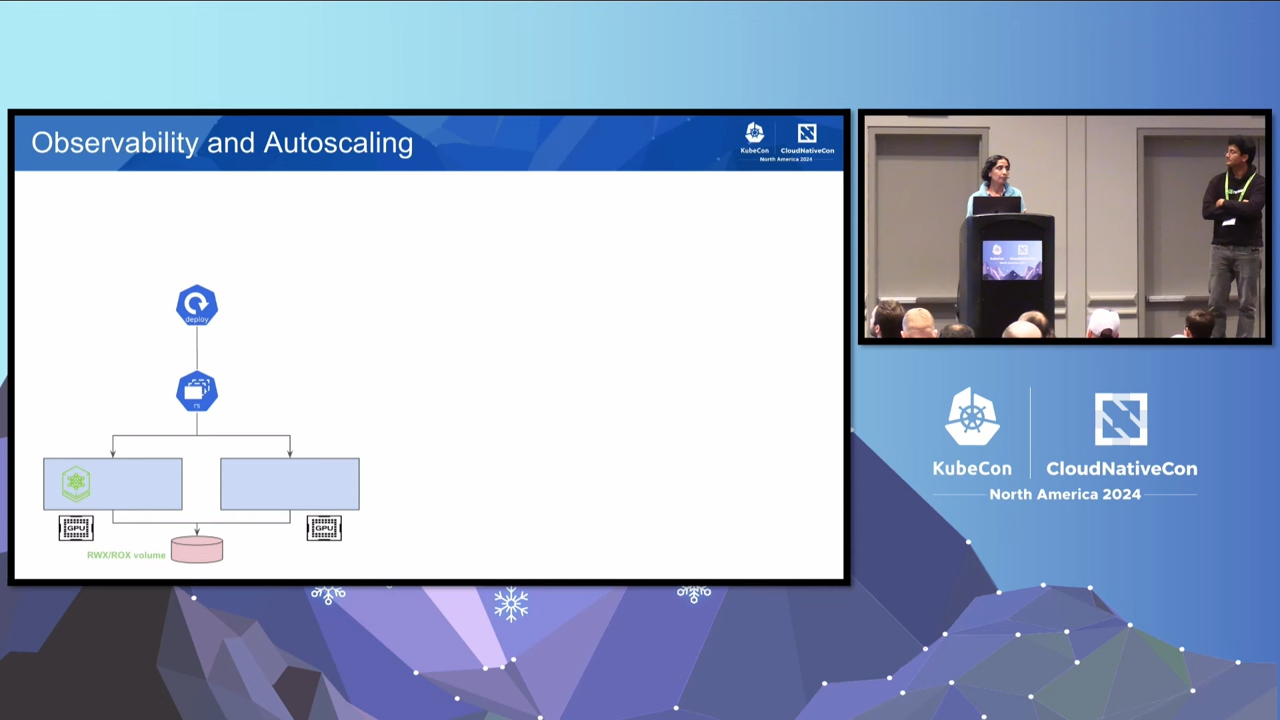 Observability and Autoscaling
KubeCon
CloudNativeCon
North America 2024
deploy
rs
GPU
GPU
RWX/ROX volume
KubeCon
CloudNativeCon
North America 2024